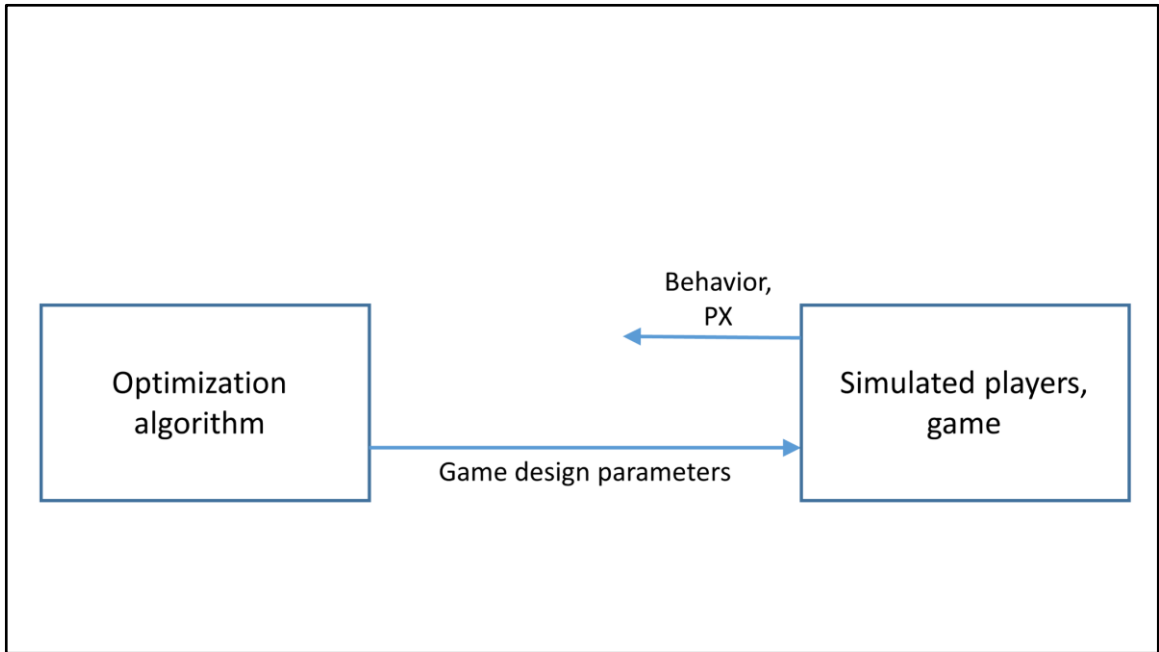 Behavior,
PX
Optimization
algorithm
Simulated players,
game
Game design parameters